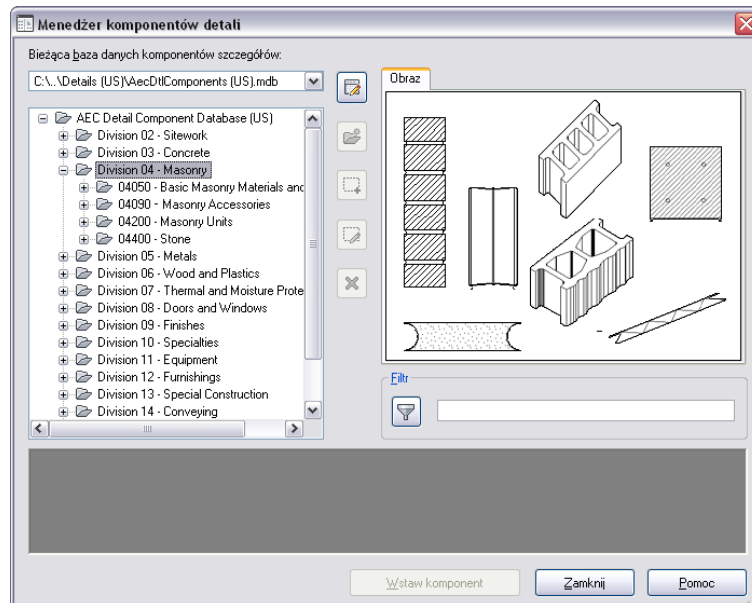 Menedżer komponentów detali
Bieżąca baza danych komponentów szczegółów:
C:\..\Details (US)\AecDtlComponents (US).mdb
AEC Detail Component Database (US)
Division 02 - Sitework
Division 03 - Concrete
Division 04 - Masonry
04050 - Basic Masonry Materials and
04090 - Masonry Accessories
04200 - Masonry Units
04400 - Stone
Division 05 - Metals
Division 06 - Wood and Plastics
Division 07 - Thermal and Moisture Prote
Division 08 - Doors and Windows
Division 09 - Finishes
Division 10 - Specialties
Division 11 - Equipment
Division 12 - Furnishings
Division 13 - Special Construction
Division 14 - Conveying
Obraz
Filtr
Wstaw komponent
Zamknij
Pomoc